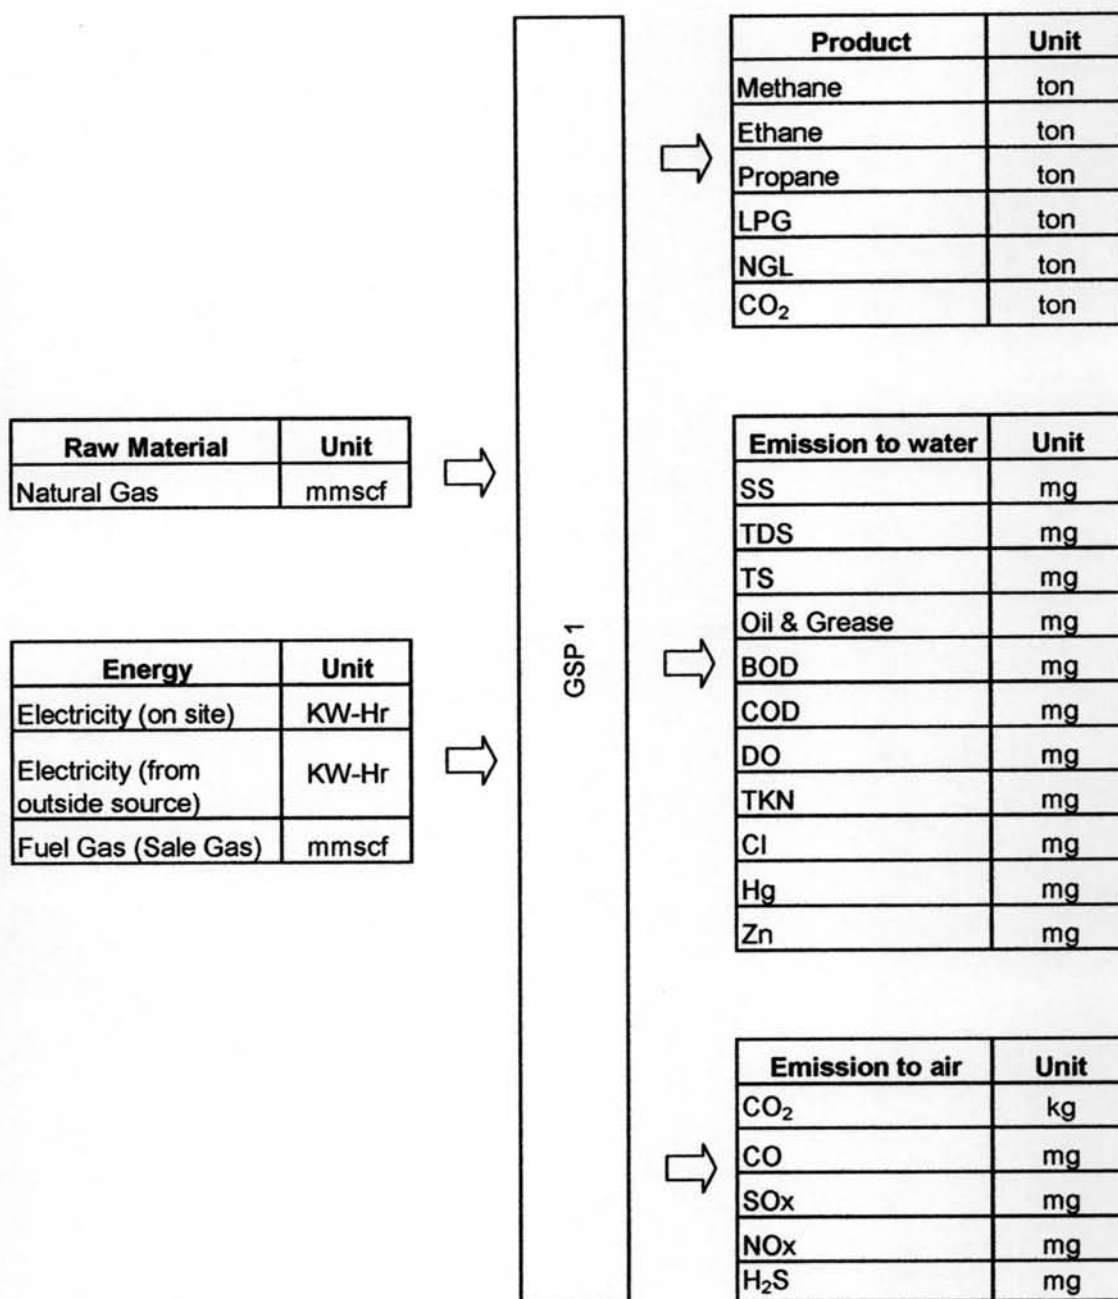 Raw Material Unit
Natural Gas mmscf
Energy Unit
Electricity (on site) KW-Hr
Electricity (from KW-Hr
outside source)
Fuel Gas (Sale Gas) mmscf
GSP 1
Product Unit
Methane ton
Ethane ton
Propane ton
LPG ton
NGL ton
CO₂ ton
Emission to water Unit
SS mg
TDS mg
TS mg
Oil & Grease mg
BOD mg
COD mg
DO mg
TKN mg
Cl mg
Hg mg
Zn mg
Emission to air Unit
CO₂ kg
CO mg
SOx mg
NOx mg
H₂S mg